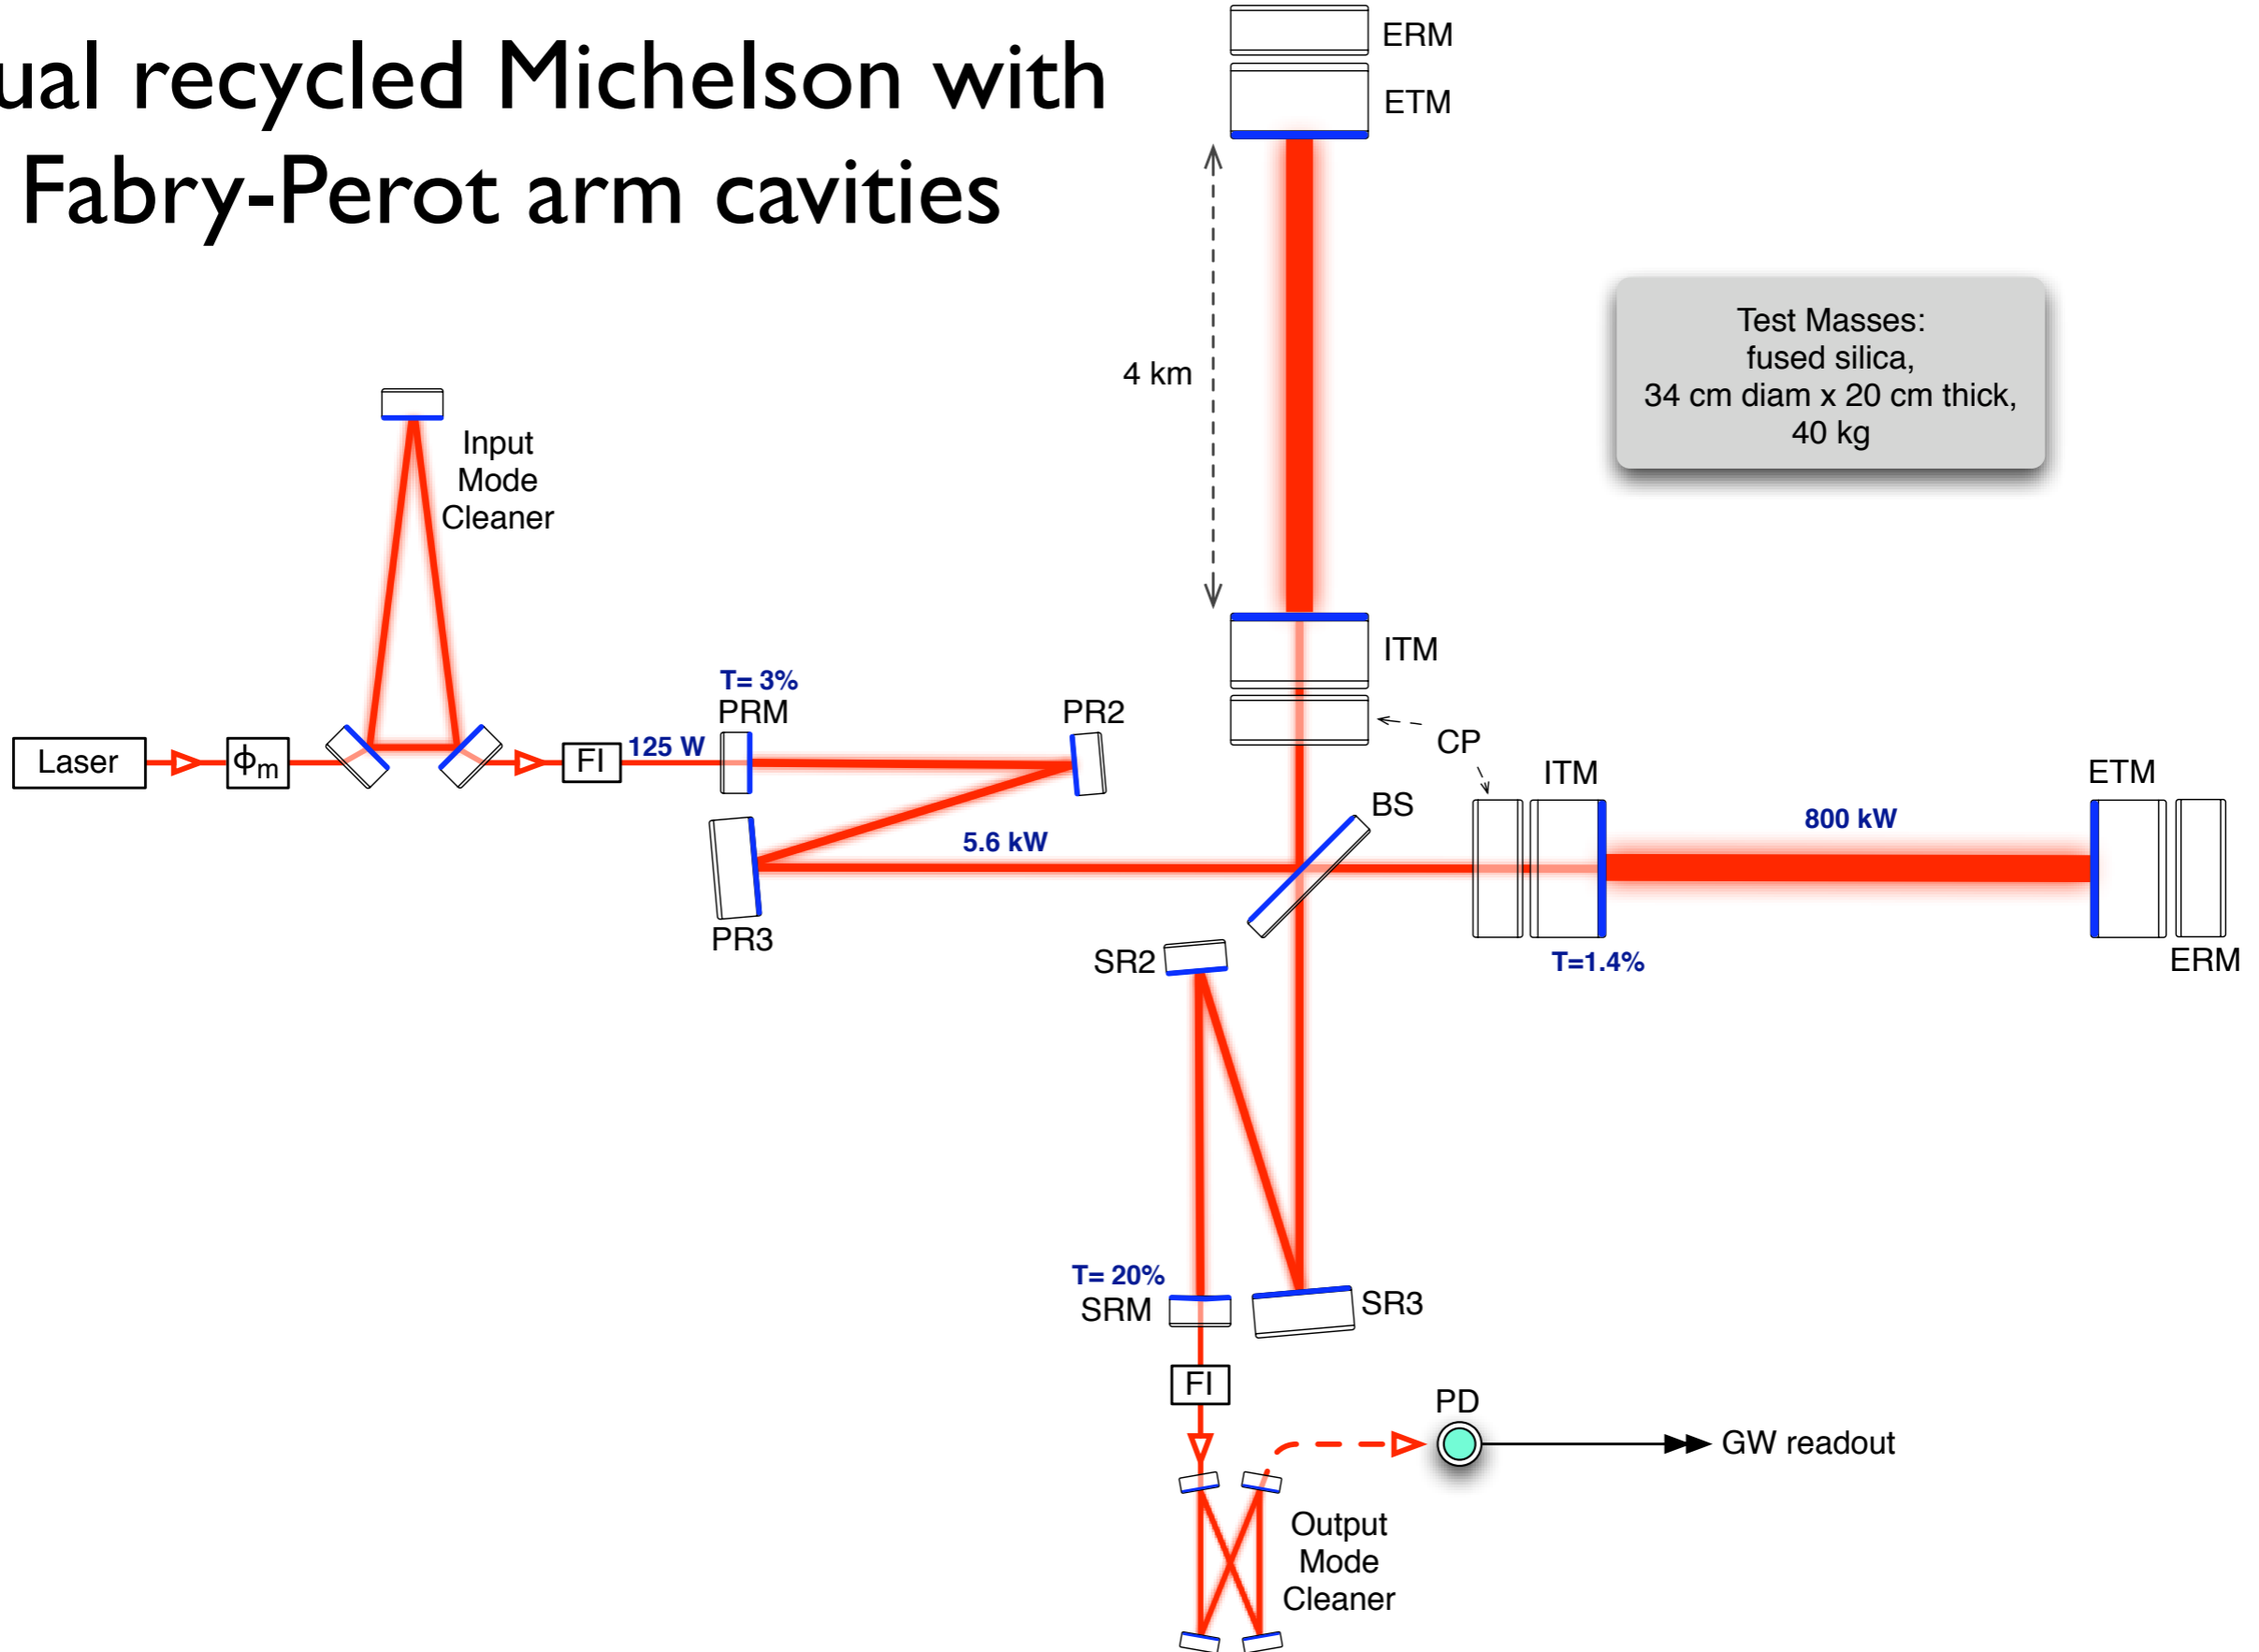 ual recycled Michelson with
Fabry-Perot arm cavities
ERM
ETM
4 km
Test Masses:
fused silica,
34 cm diam x 20 cm thick,
40 kg
Input
Mode
Cleaner
ITM
T= 3%
PRM
PR2
CP
Laser
ϕm
FI
125 W
ITM
ETM
BS
800 kW
5.6 kW
PR3
SR2
T=1.4%
ERM
T= 20%
SRM
SR3
FI
PD
GW readout
Output
Mode
Cleaner